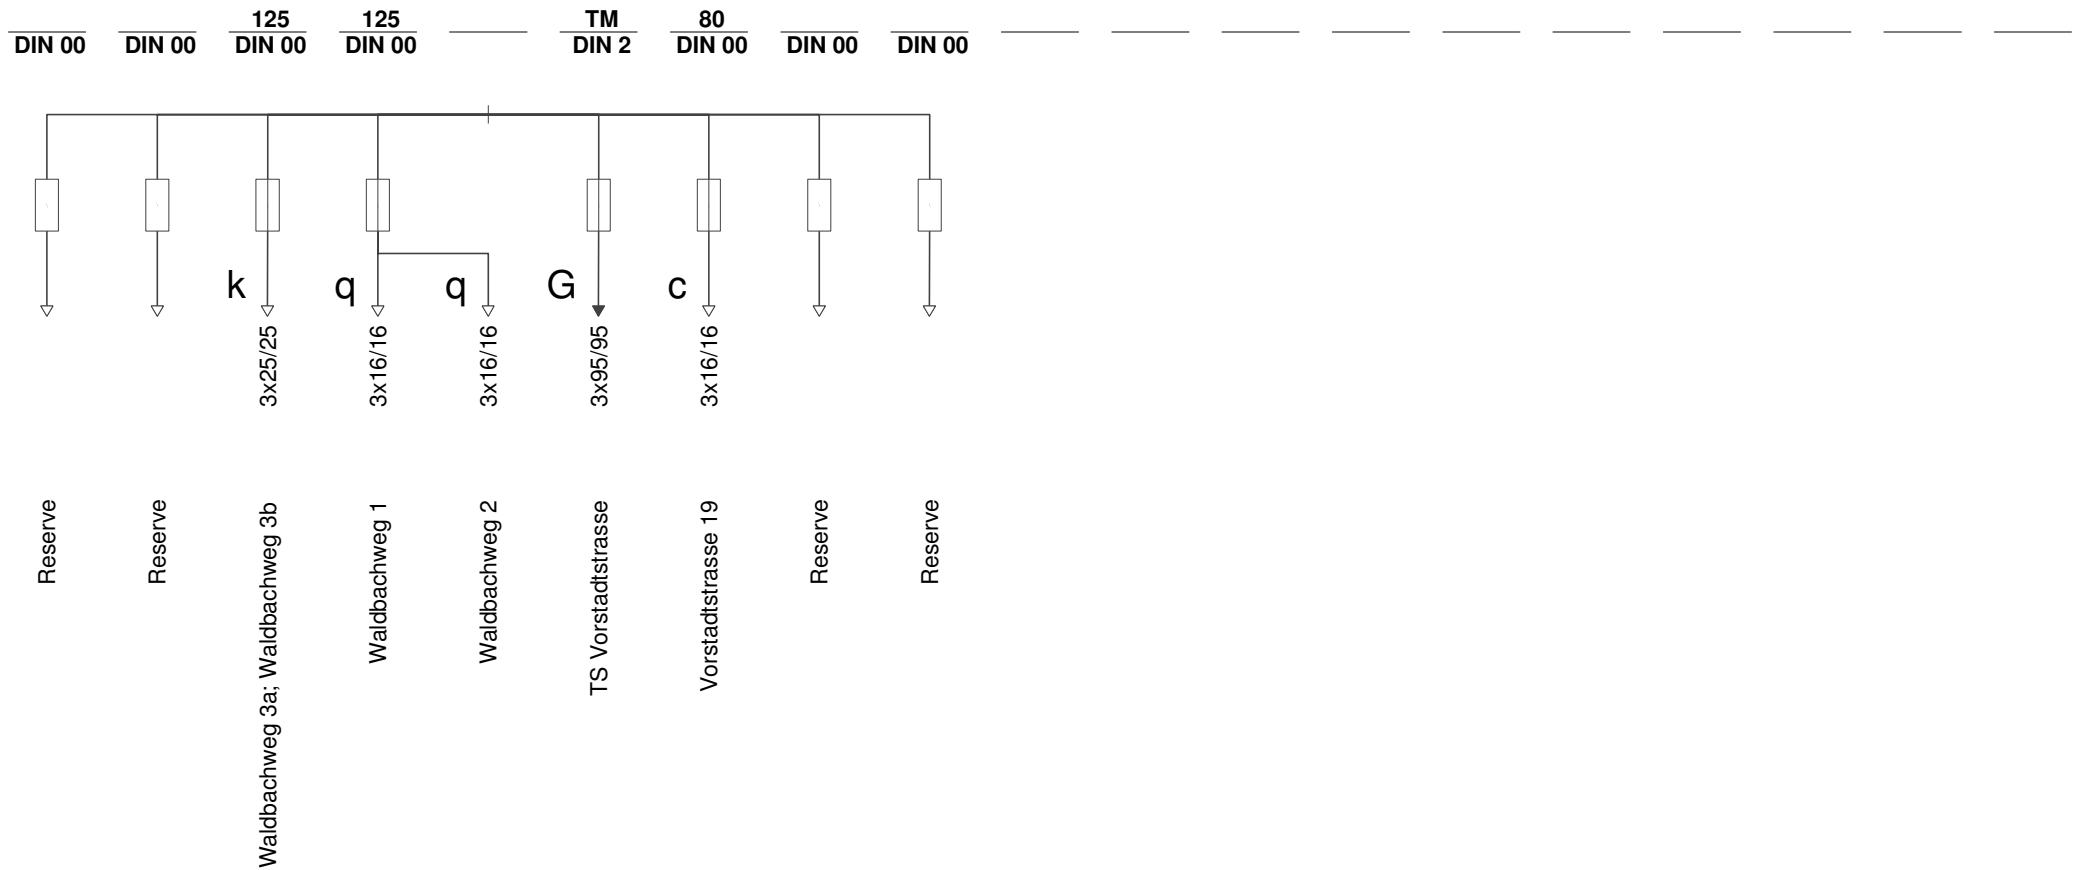 125 125 TM 80
DIN 00 DIN 00 DIN 00 DIN 00 DIN 2 DIN 00 DIN 00 DIN 00
k q q G c
3x25/25 3x16/16 3x16/16 3x95/95 3x16/16
Reserve
Reserve
Waldbachweg 3a; Waldbachweg 3b
Waldbachweg 1
Waldbachweg 2
TS Vorstadtstrasse
Vorstadtstrasse 19
Reserve
Reserve